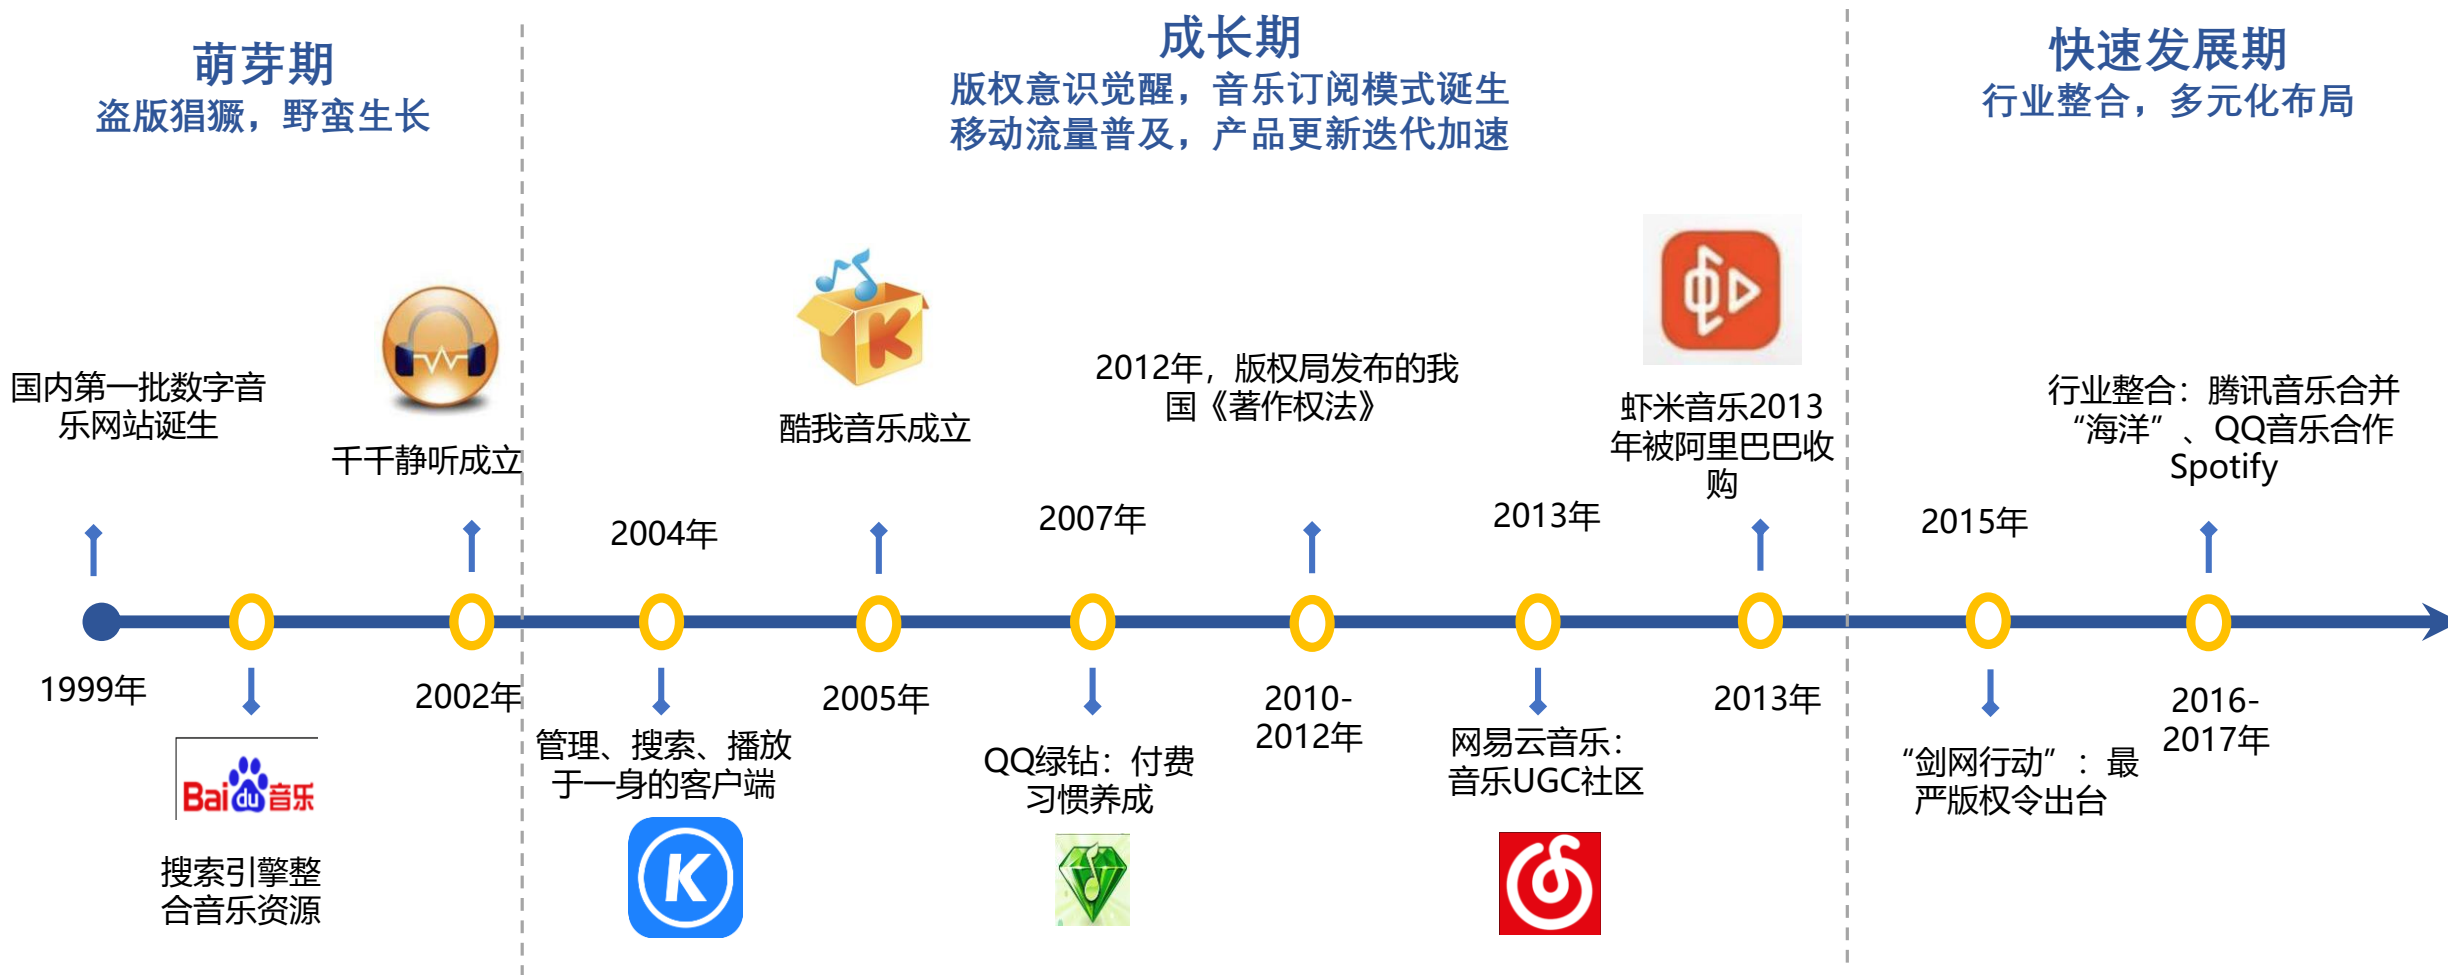 萌芽期
盗版猖獗，野蛮生长
成长期
版权意识觉醒，音乐订阅模式诞生
移动流量普及，产品更新迭代加速
快速发展期
行业整合，多元化布局
国内第一批数字音
乐网站诞生
1999年
Baidu音乐
搜索引擎整
合音乐资源
千千静听成立
2002年
2004年
管理、搜索、播放
于一身的客户端
K
K
酷我音乐成立
2005年
2007年
QQ绿钻：付费
习惯养成
2012年，版权局发布的我
国《著作权法》
2010-
2012年
2013年
网易云音乐：
音乐UGC社区
虾米音乐2013
年被阿里巴巴收
购
2013年
2015年
“剑网行动”：最
严版权令出台
行业整合：腾讯音乐合并
“海洋”、QQ音乐合作
Spotify
2016-
2017年